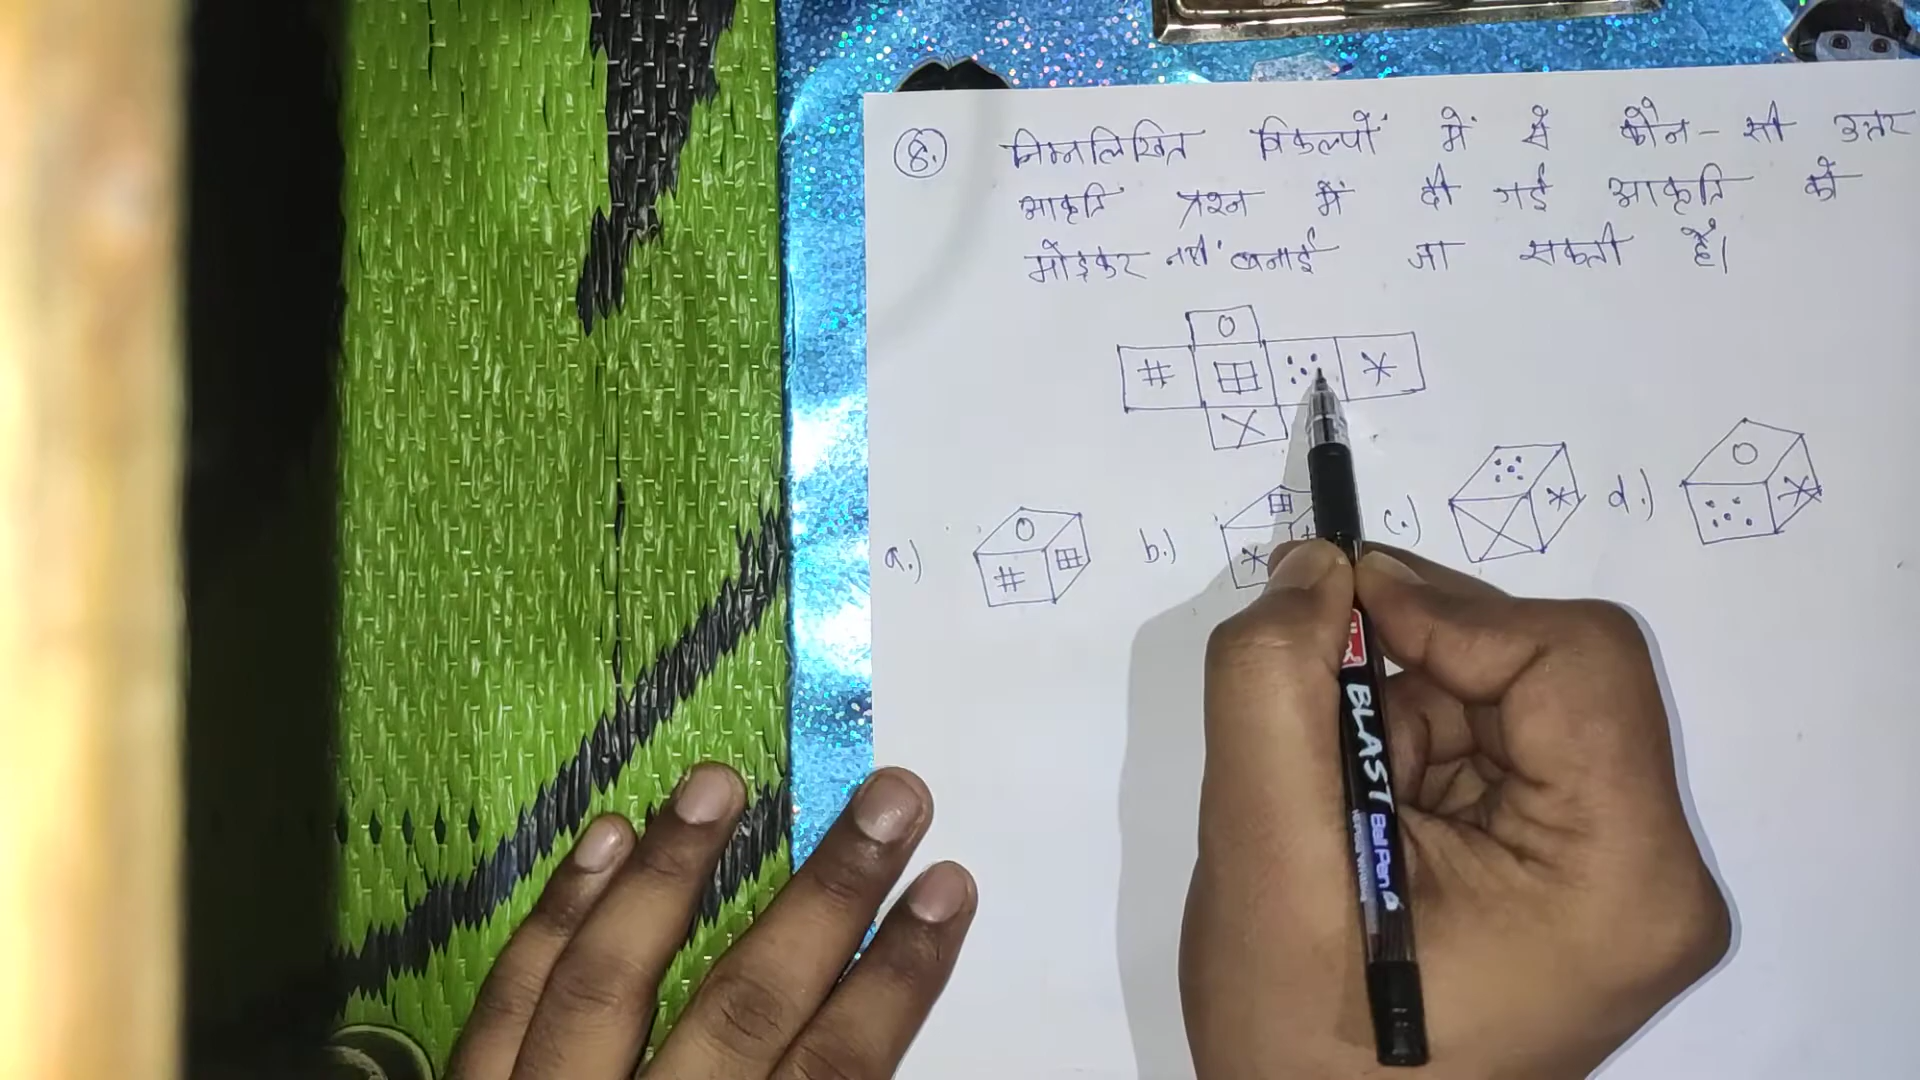 8. निम्नलिखित विकल्पों में से कौन-सी उत्तर
आकृति प्रश्न में दी गई आकृति को
मोड़कर नहीं बनाई जा सकती है।
a.) b.) c.) d.)
BLAST Ball Pen